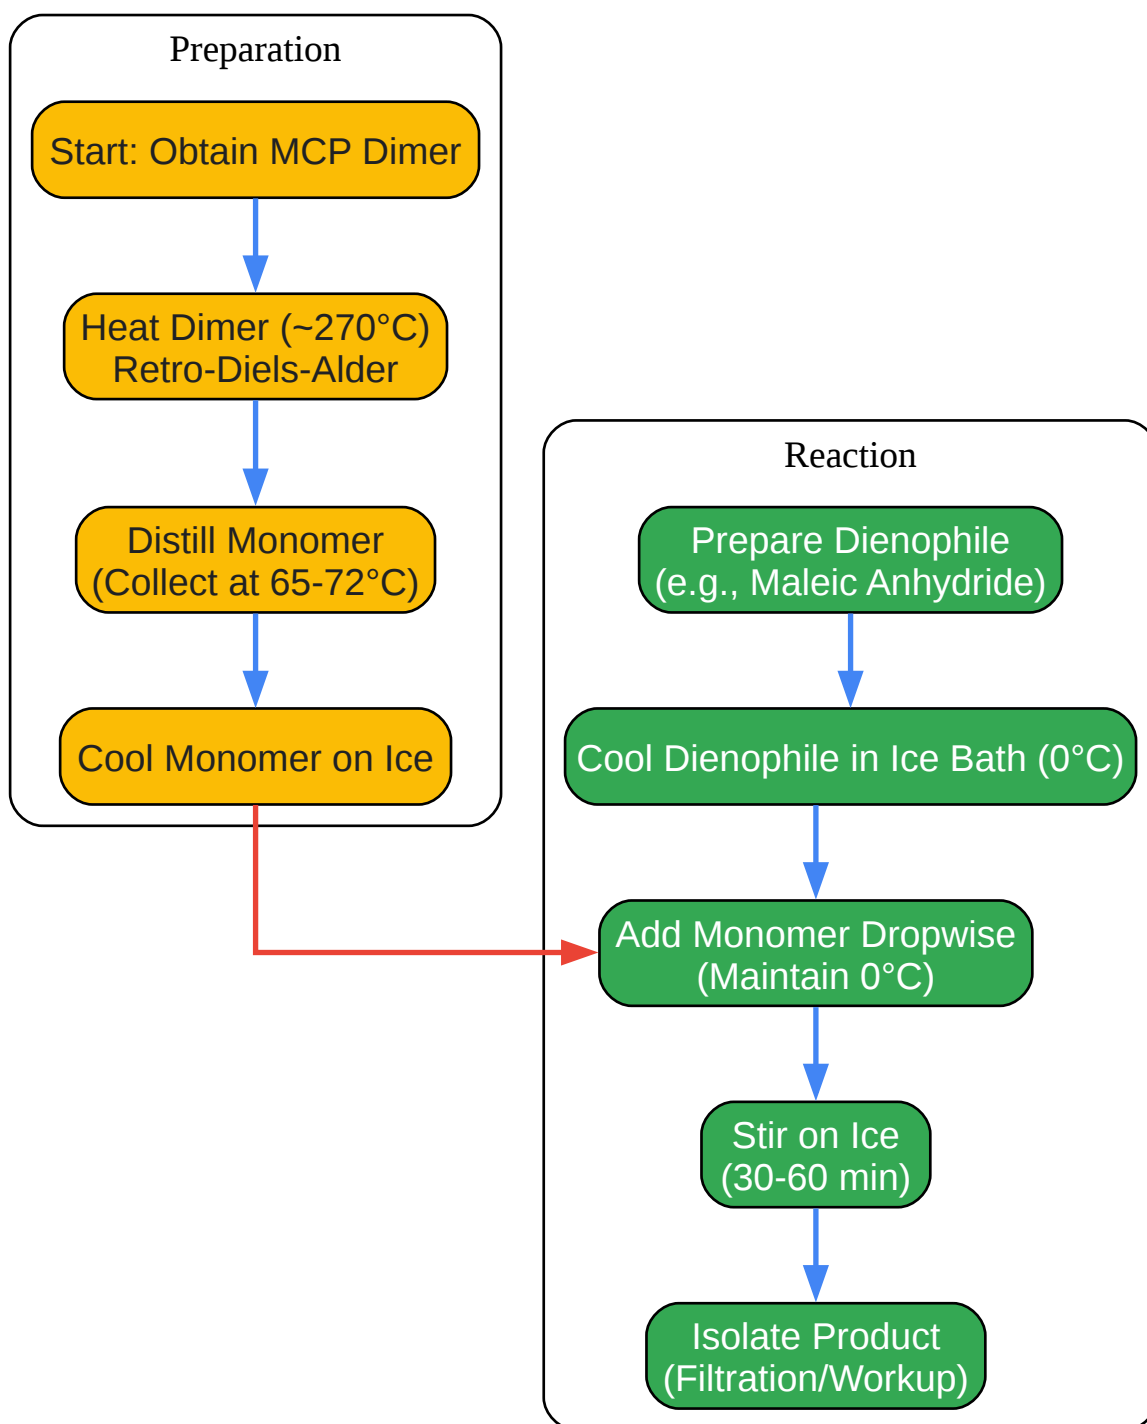 Preparation
Start: Obtain MCP Dimer
Heat Dimer (~270°C)
Retro-Diels-Alder
Distill Monomer
(Collect at 65-72°C)
Cool Monomer on Ice
Reaction
Prepare Dienophile
(e.g., Maleic Anhydride)
Cool Dienophile in Ice Bath (0°C)
Add Monomer Dropwise
(Maintain 0°C)
Stir on Ice
(30-60 min)
Isolate Product
(Filtration/Workup)